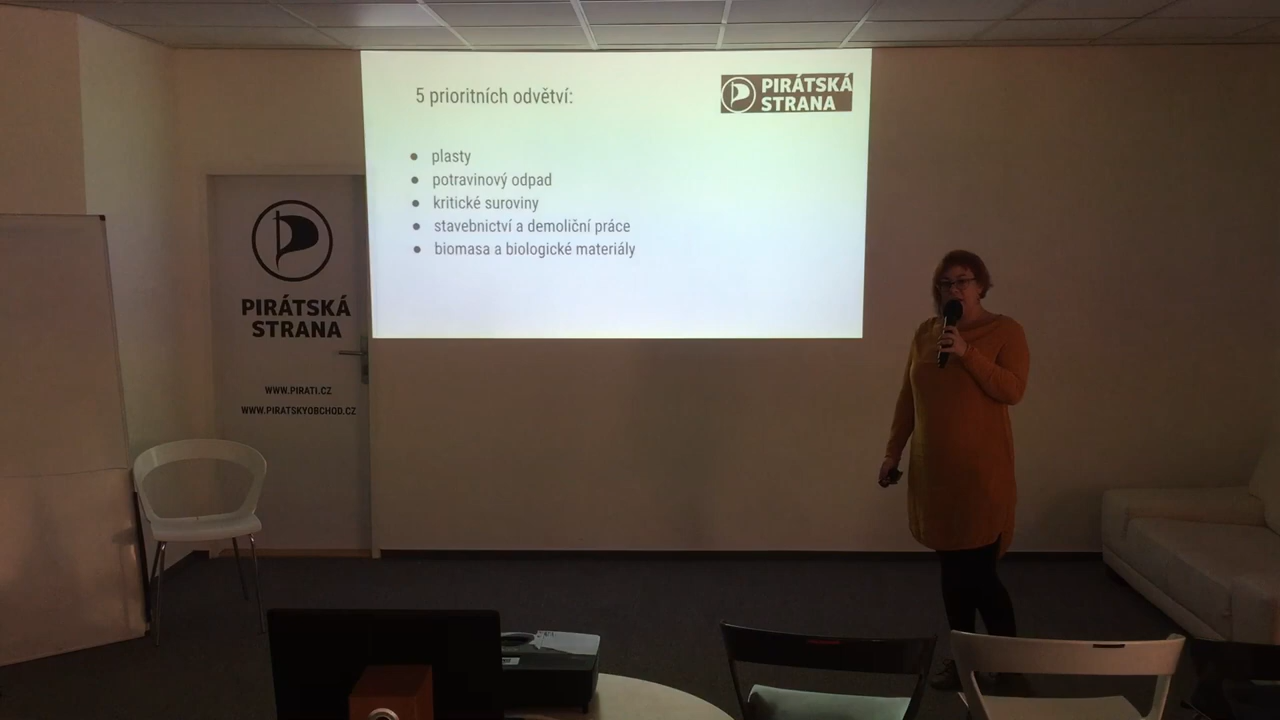 5 prioritních odvětví:
PIRÁTSKÁ
STRANA
● plasty
● potravinový odpad
● kritické suroviny
● stavebnictví a demoliční práce
● biomasa a biologické materiály
PIRÁTSKÁ
STRANA
WWW.PIRATI.CZ
WWW.PIRATSKYOBCHOD.CZ